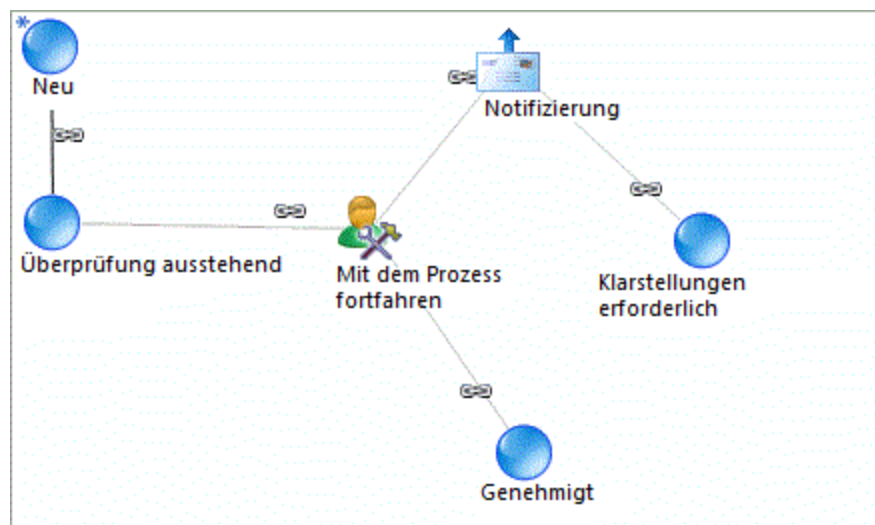 Neu
Notifizierung
Überprüfung ausstehend
Mit dem Prozess
fortfahren
Klarstellungen
erforderlich
Genehmigt